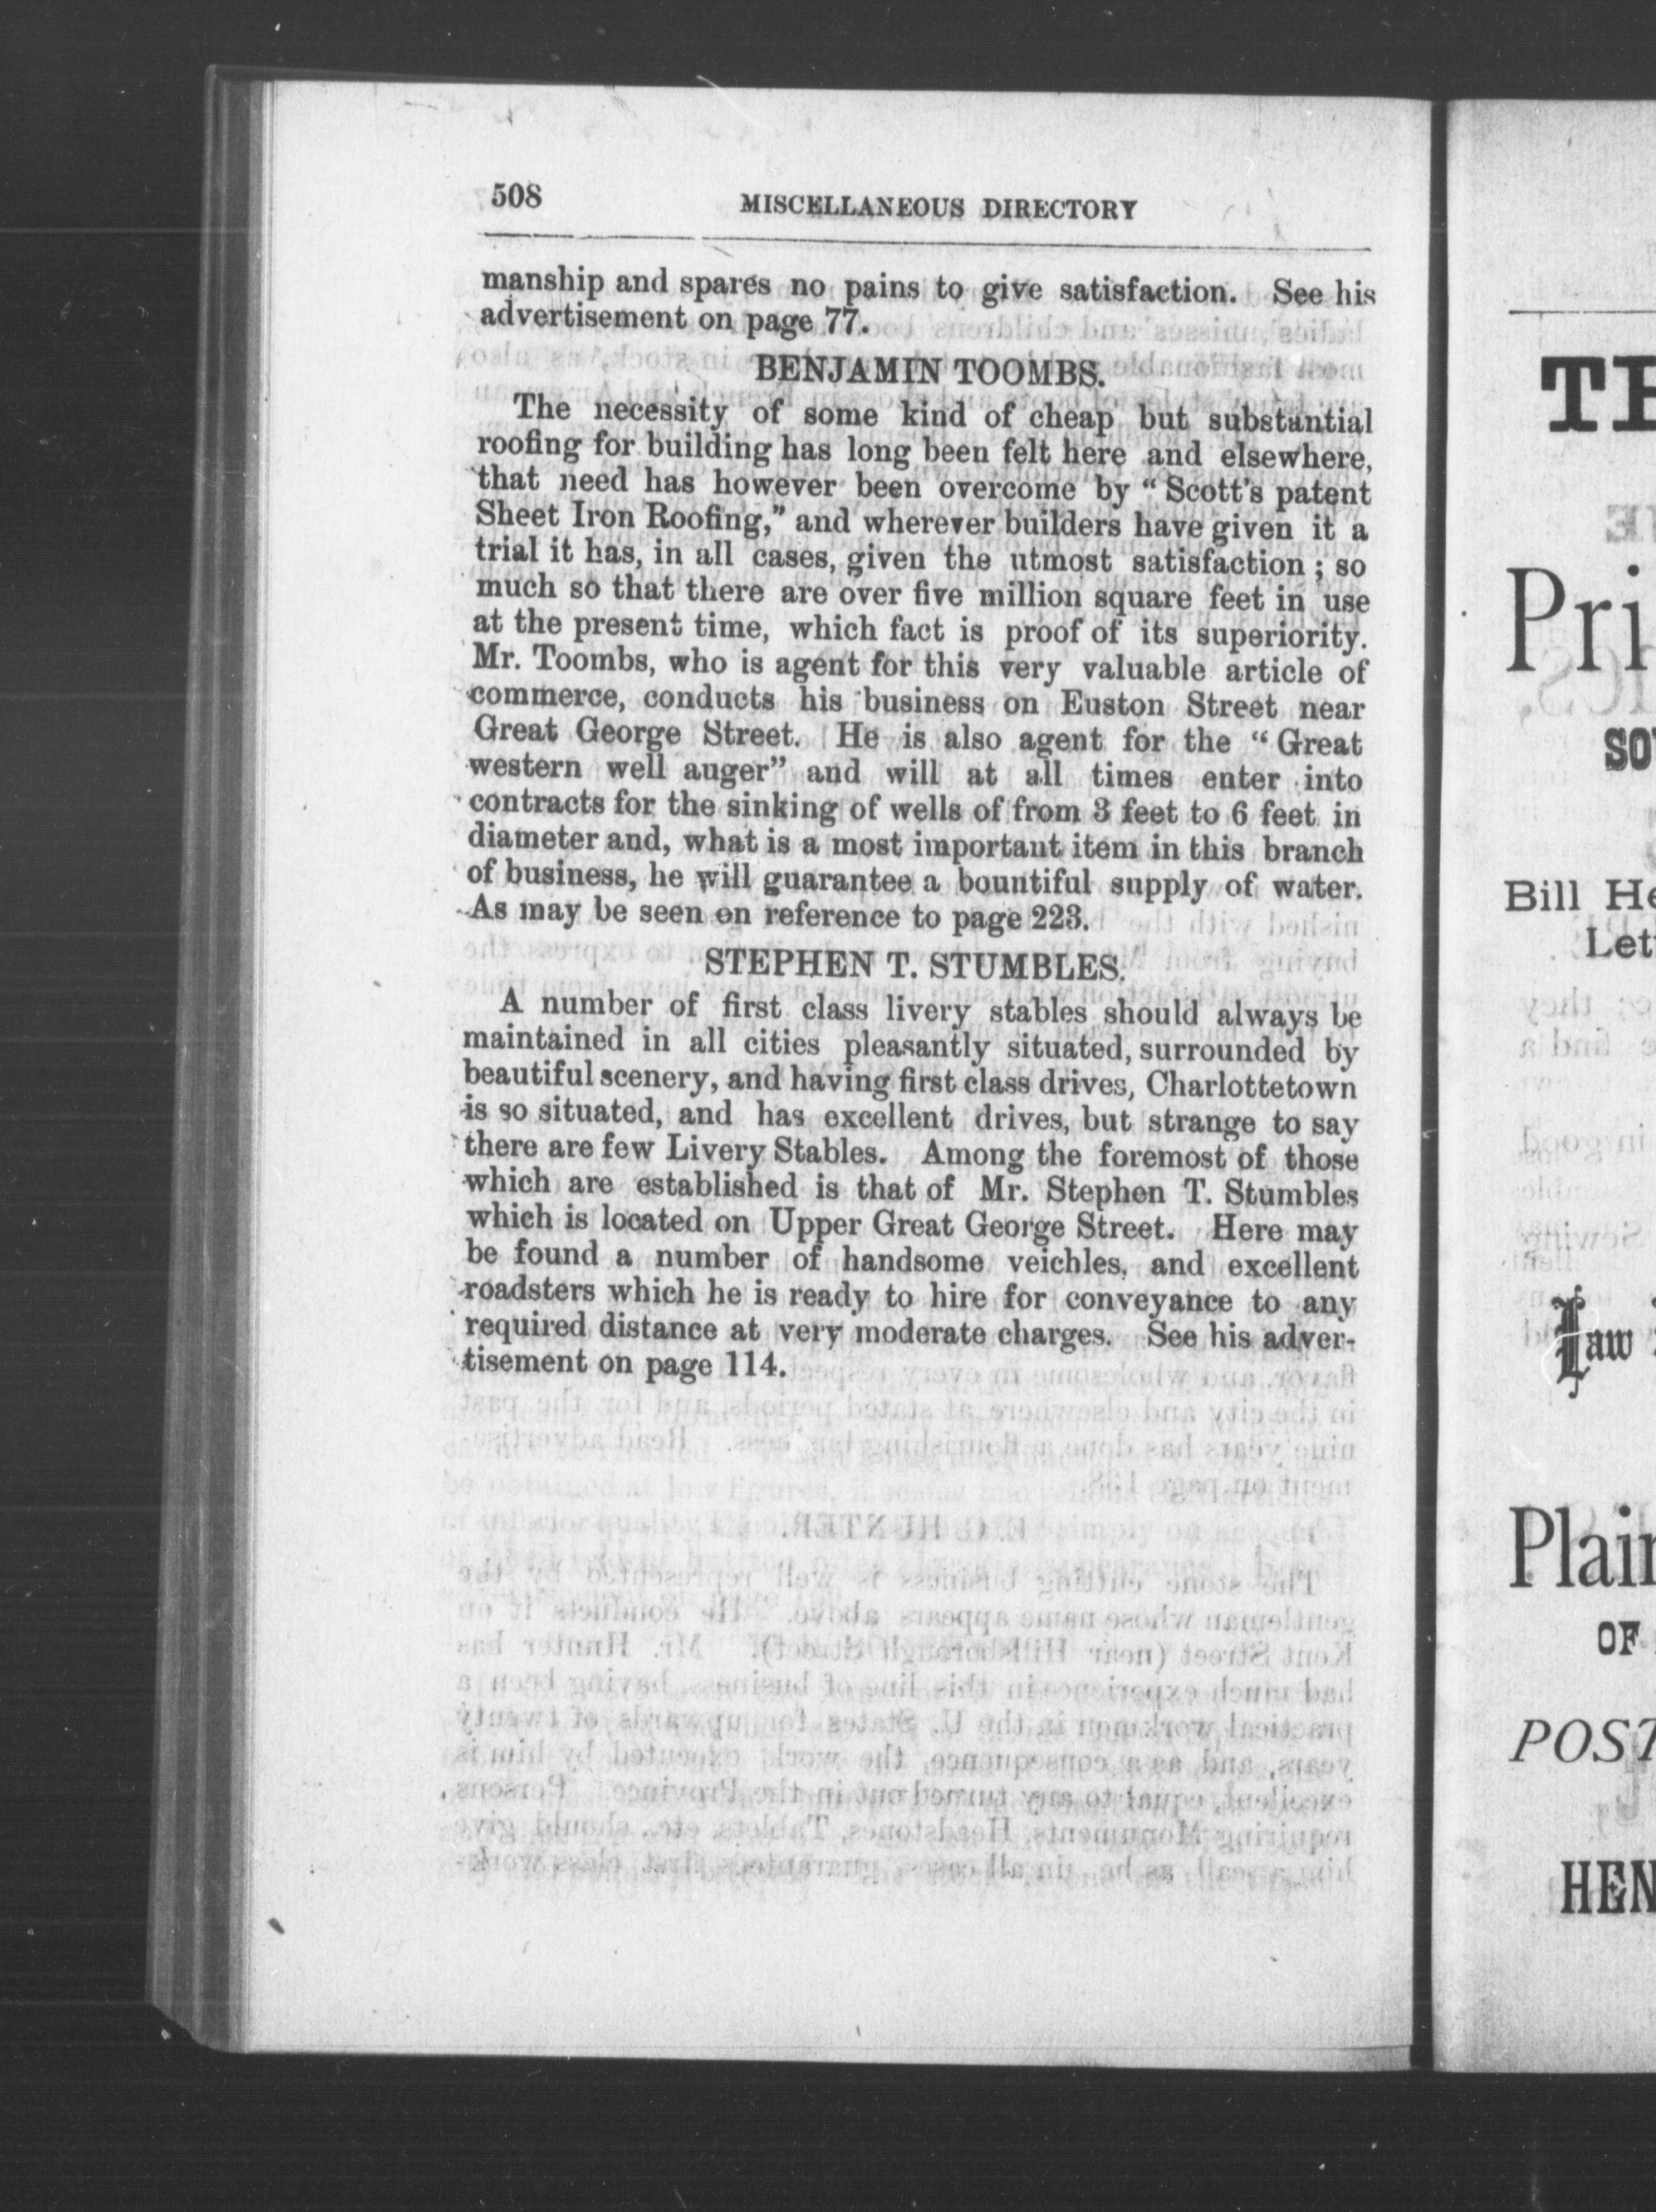 508 MISCELLANEOUS DIRECTORY
manship and spares no pains to give satisfaction. See his
advertisement on page 77.
BENJAMIN TOOMBS.
The necessity of some kind of cheap but substantial
roofing for building has long been felt here and elsewhere,
that need has however been overcome by "Scott's patent
Sheet Iron Roofing," and wherever builders have given it a
trial it has, in all cases, given the utmost satisfaction; so
much so that there are over five million square feet in use
at the present time, which fact is proof of its superiority.
Mr. Toombs, who is agent for this very valuable article of
commerce, conducts his business on Euston Street near
Great George Street. He is also agent for the "Great
western well auger" and will at all times enter into
contracts for the sinking of wells of from 3 feet to 6 feet in
diameter and, what is a most important item in this branch
of business, he will guarantee a bountiful supply of water.
As may be seen on reference to page 223.
STEPHEN T. STUMBLES.
A number of first class livery stables should always be
maintained in all cities pleasantly situated, surrounded by
beautiful scenery, and having first class drives, Charlottetown
is so situated, and has excellent drives, but strange to say
there are few Livery Stables. Among the foremost of those
which are established is that of Mr. Stephen T. Stumbles
which is located on Upper Great George Street. Here may
be found a number of handsome veichles, and excellent
roadsters which he is ready to hire for conveyance to any
required distance at very moderate charges. See his adver-
tisement on page 114.
Pri
SO
Bill He
Let
Law
Plain
OF
POST
HEN